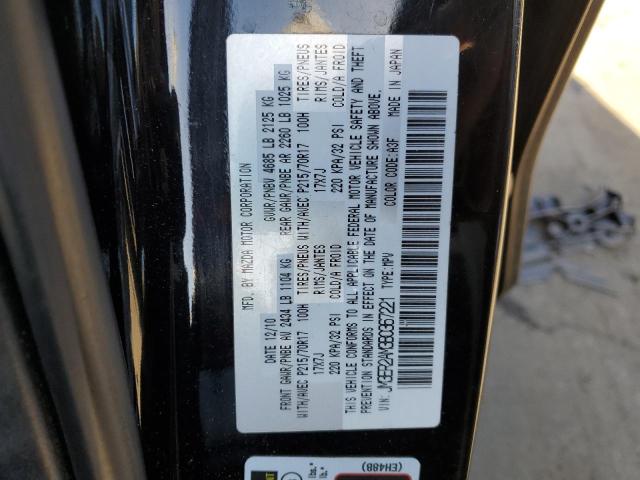 MFD. BY MAZDA MOTOR CORPORATION
DATE 12/10 GVWR/PNBV 4685 LB 2125 KG
FRONT GAWR/PNBE AV 2434 LB 1104 KG REAR GAWR/PNBE AR 2260 LB 1025 KG
WITH/AVEC P215/70R17 100H TIRES/PNEUS WITH/AVEC P215/70R17 100H TIRES/PNEUS
17X7J RIMS/JANTES 17X7J RIMS/JANTES
220 KPA/32 PSI COLD/A FROID 220 KPA/32 PSI COLD/A FROID
THIS VEHICLE CONFORMS TO ALL APPLICABLE FEDERAL MOTOR VEHICLE SAFETY AND THEFT
PREVENTION STANDARDS IN EFFECT ON THE DATE OF MANUFACTURE SHOWN ABOVE.
VIN: JM3ER2AMXB0367221 TYPE:MPV COLOR CODE:A3F MADE IN JAPAN
(EH48B)
lbs.*
lb.*